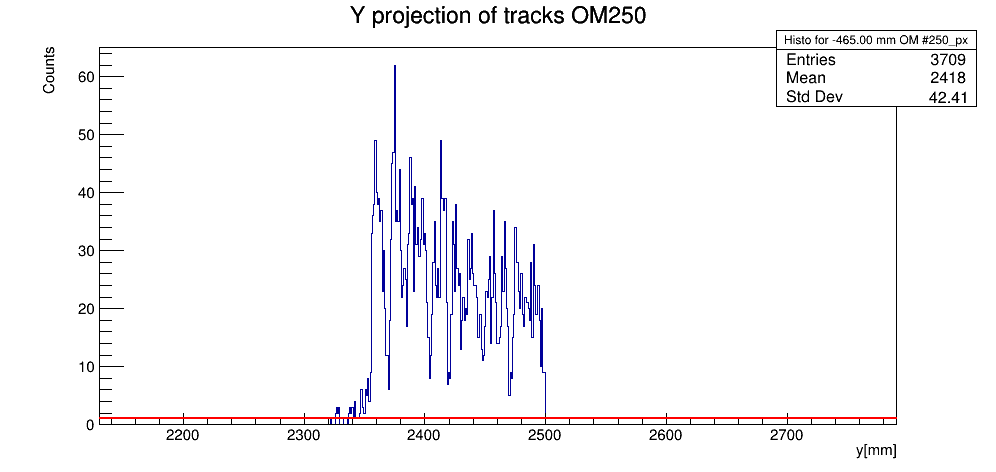 Y projection of tracks OM250
Histo for -465.00 mm OM #250_px
Entries 3709
Mean 2418
Std Dev 42.41
Counts
60
50
40
30
20
10
0
2200 2300 2400 2500 2600 2700
y[mm]